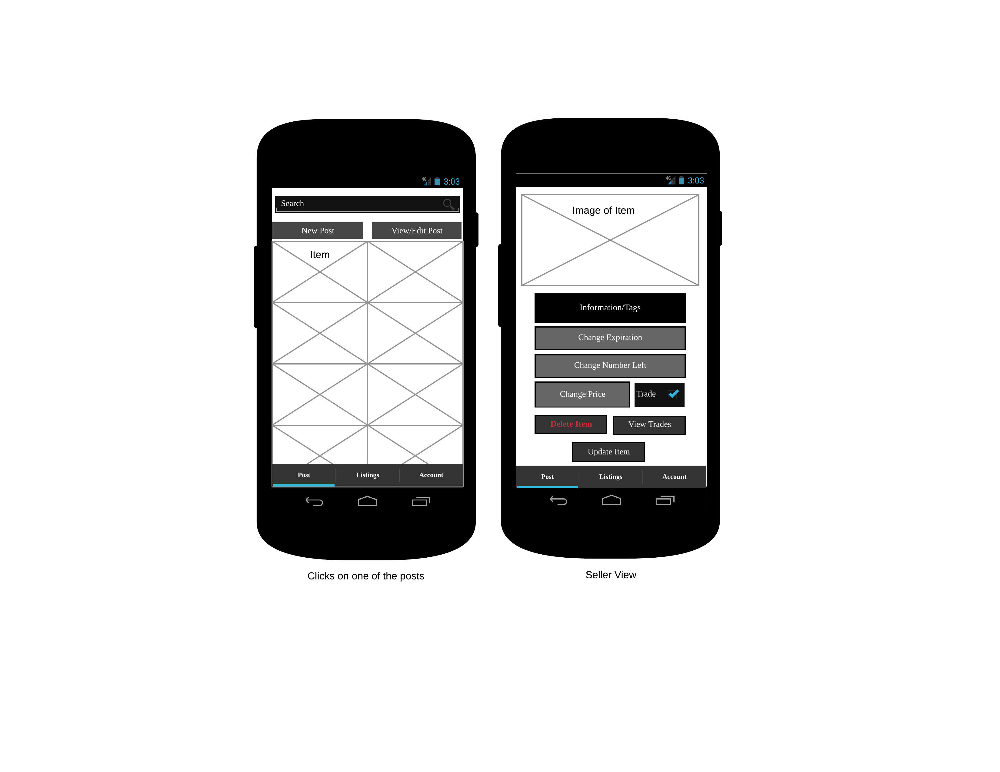 4G 3:03
Search
New Post
View/Edit Post
Item
Post
Listings
Account
Clicks on one of the posts
4G 3:03
Image of Item
Information/Tags
Change Expiration
Change Number Left
Change Price
Trade
Delete Item
View Trades
Update Item
Post
Listings
Account
Seller View